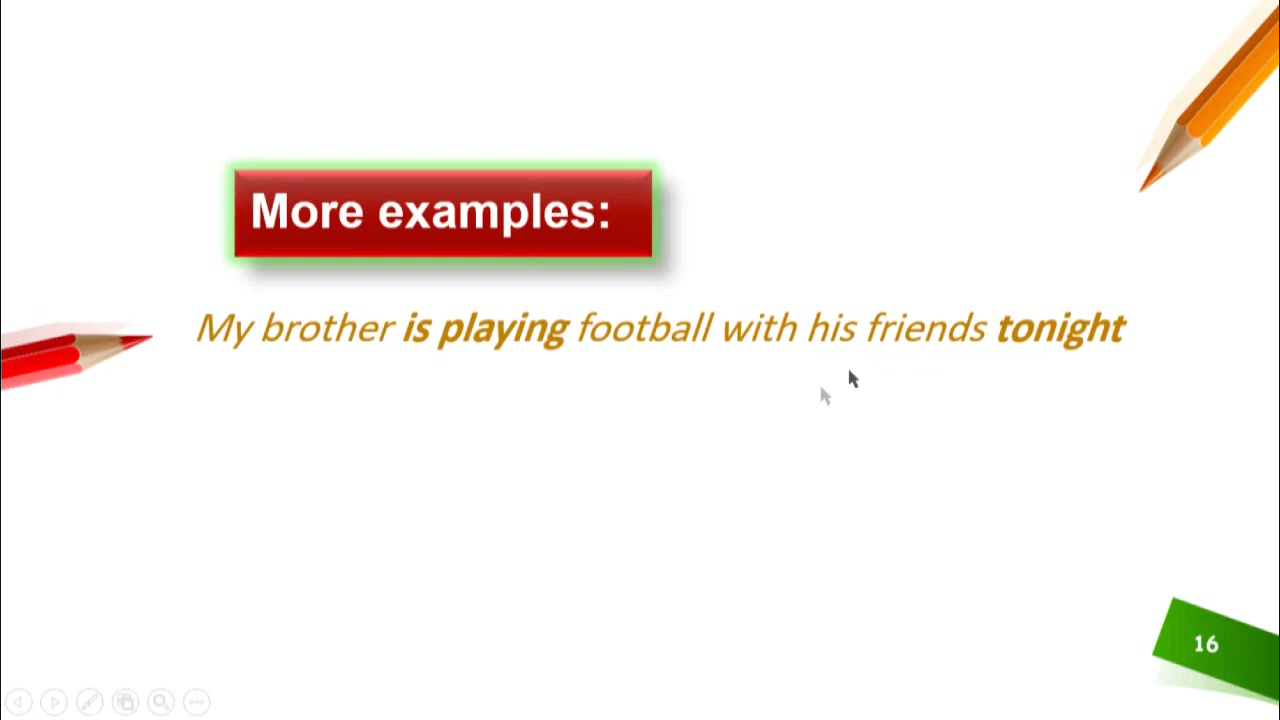 More examples:
My brother is playing football with his friends tonight
16